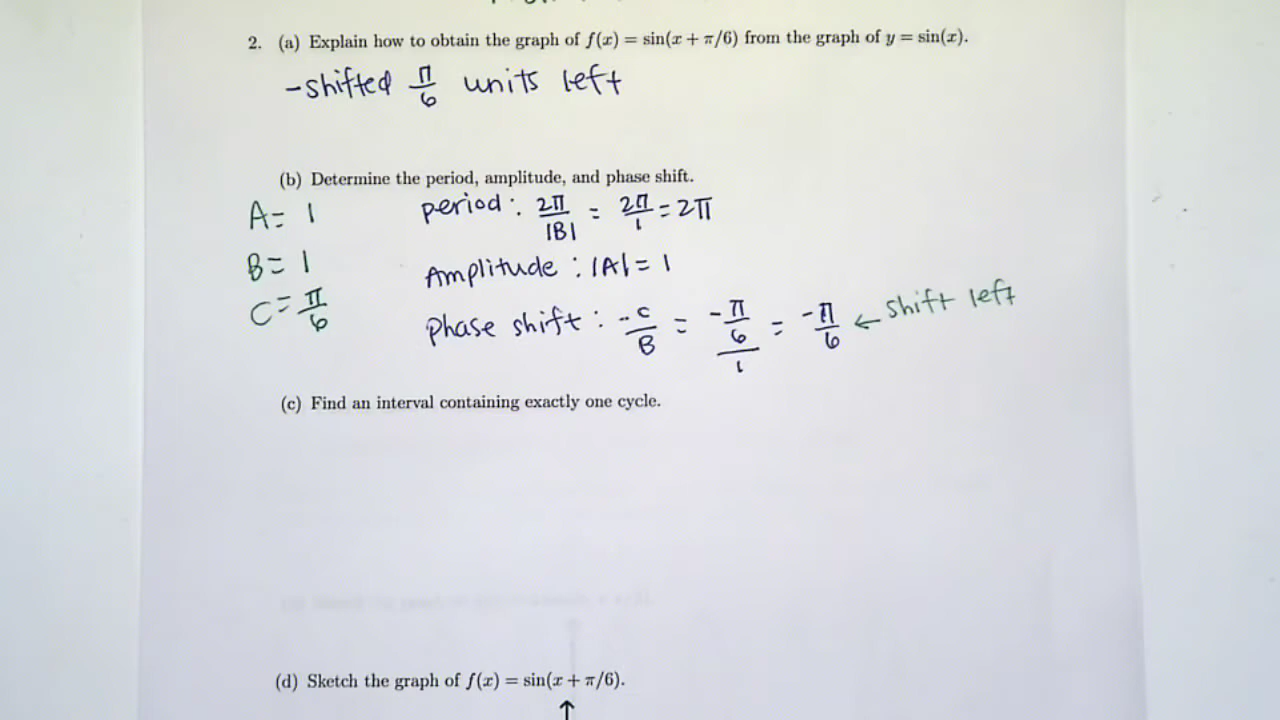 2. (a) Explain how to obtain the graph of f(x) = sin(x + π/6) from the graph of y = sin(x).
-shifted π/6 units left
(b) Determine the period, amplitude, and phase shift.
A= 1
period: 2π/|B| = 2π/1 = 2π
B= 1
Amplitude: |A| = 1
C= π/6
phase shift: -C/B = -π/6/1 = -π/6 ← shift left
(c) Find an interval containing exactly one cycle.
(d) Sketch the graph of f(x) = sin(x + π/6).